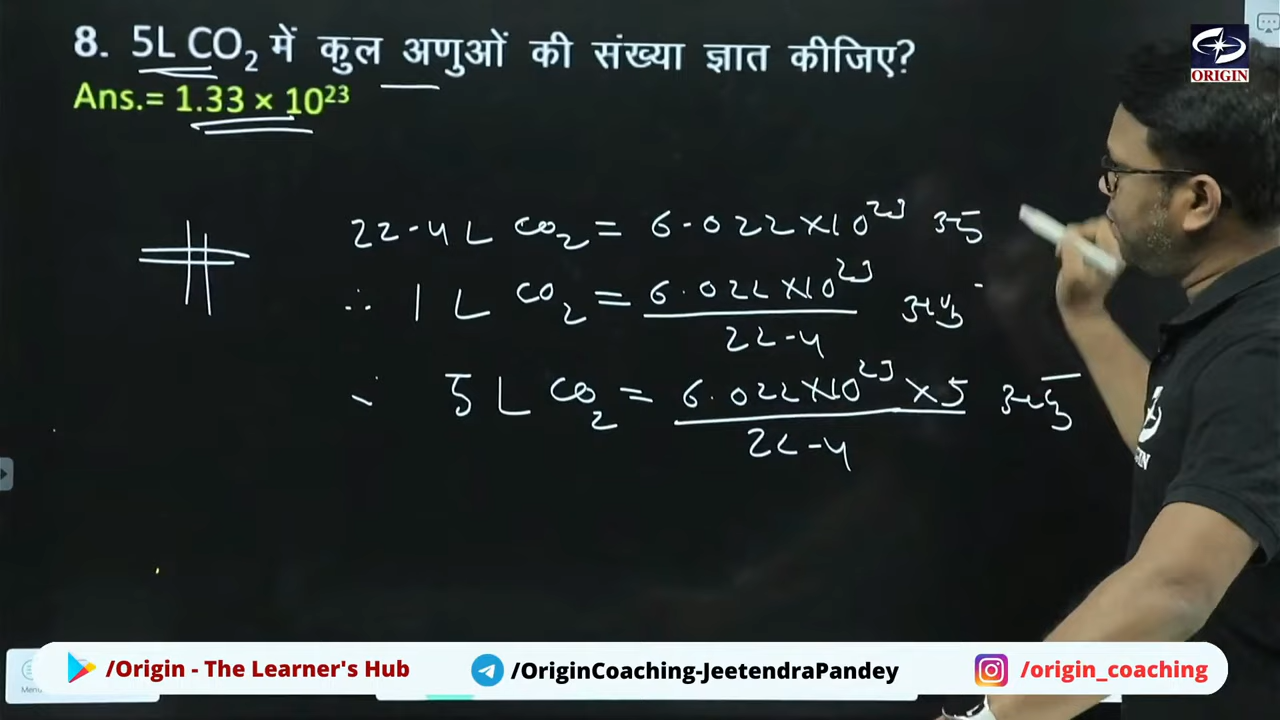 8. 5L CO₂ में कुल अणुओं की संख्या ज्ञात कीजिए?
ORIGIN
Ans.= 1.33 × 10²³
22.4 L CO₂ = 6.022×10²³
∴ 1 L CO₂ = 6.022×10²³ / 22.4 अणु
∴ 5 L CO₂ = 6.022×10²³ × 5 / 22.4 अणु
/Origin - The Learner's Hub
/OriginCoaching-JeetendraPandey
/origin_coaching